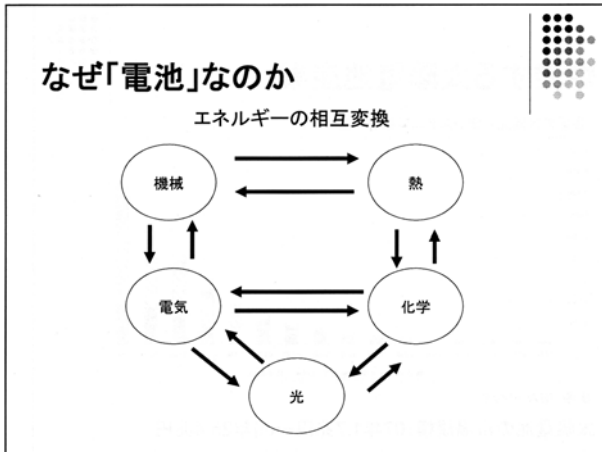 なぜ「電池」なのか
エネルギーの相互変換
機械
熱
電気
化学
光